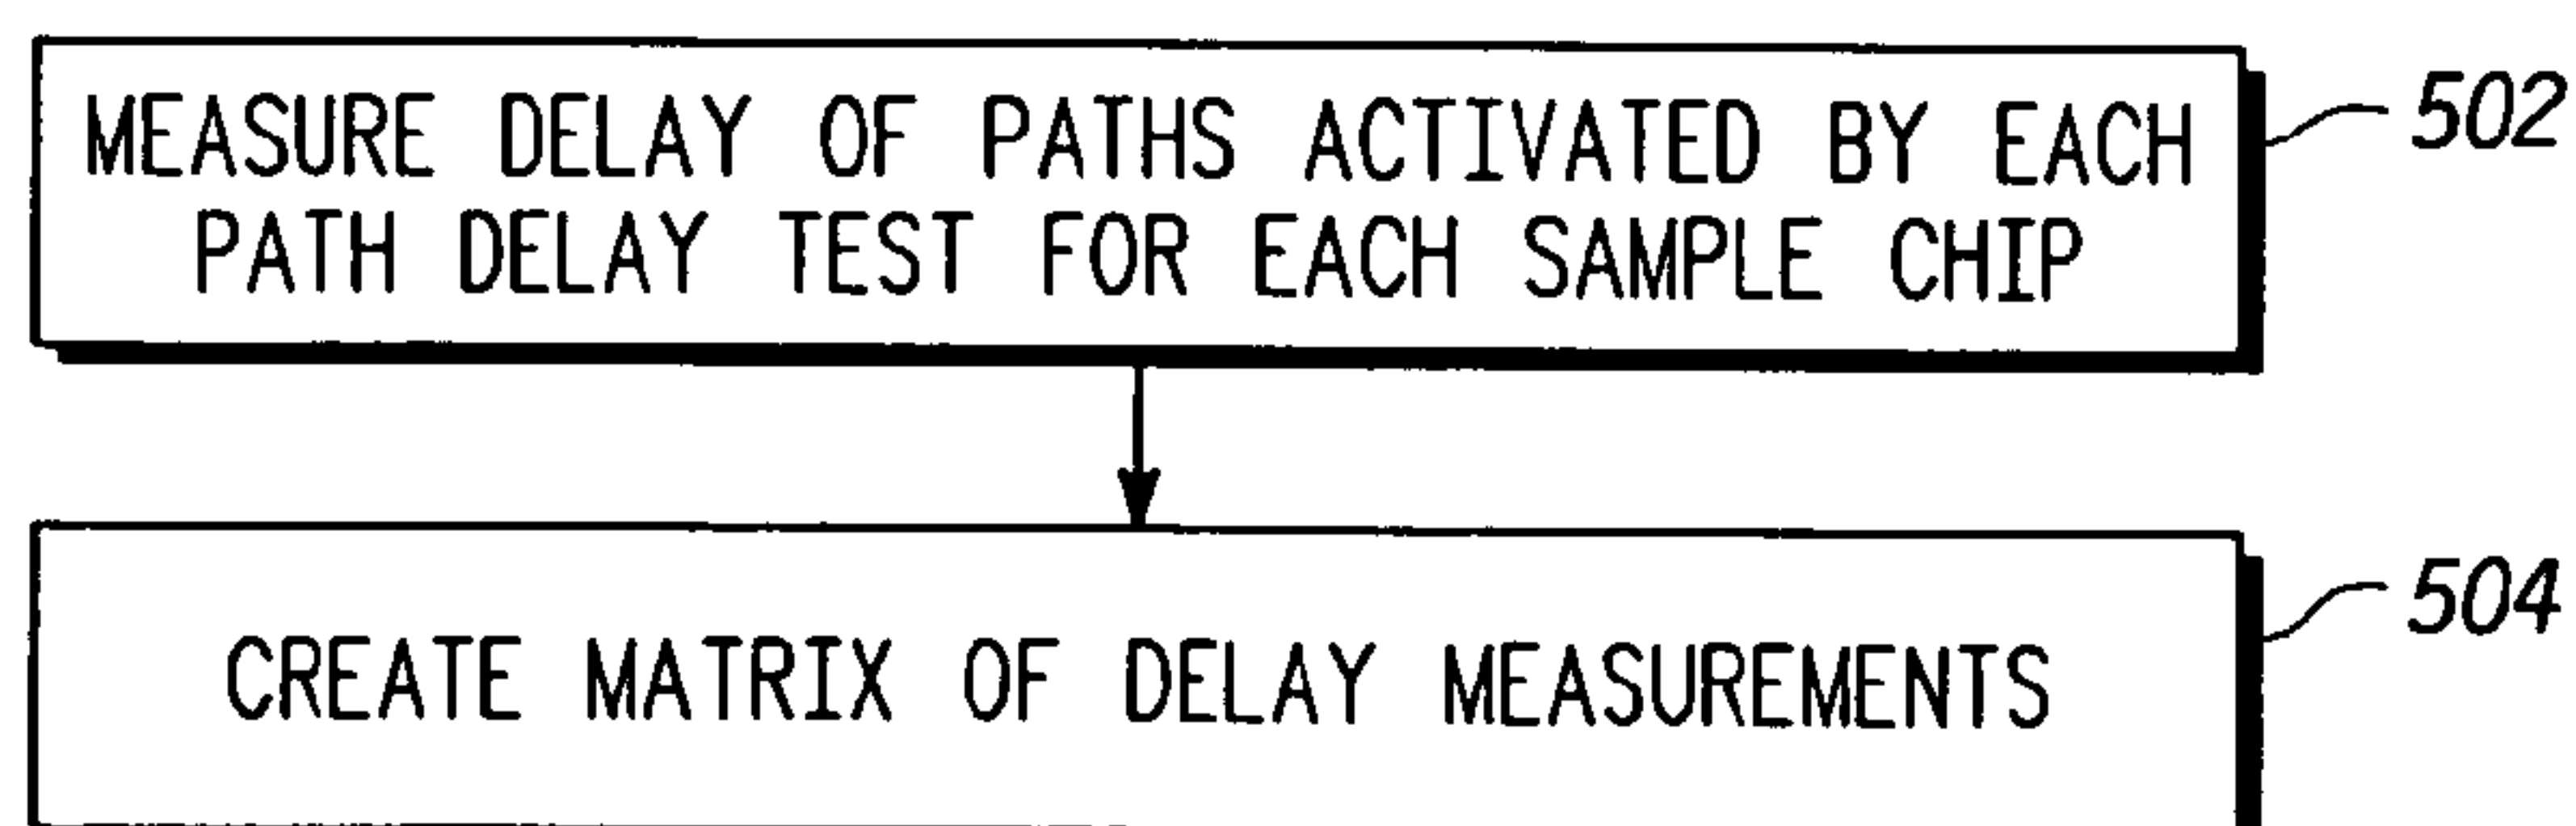 MEASURE DELAY OF PATHS ACTIVATED BY EACH
PATH DELAY TEST FOR EACH SAMPLE CHIP
502
CREATE MATRIX OF DELAY MEASUREMENTS
504